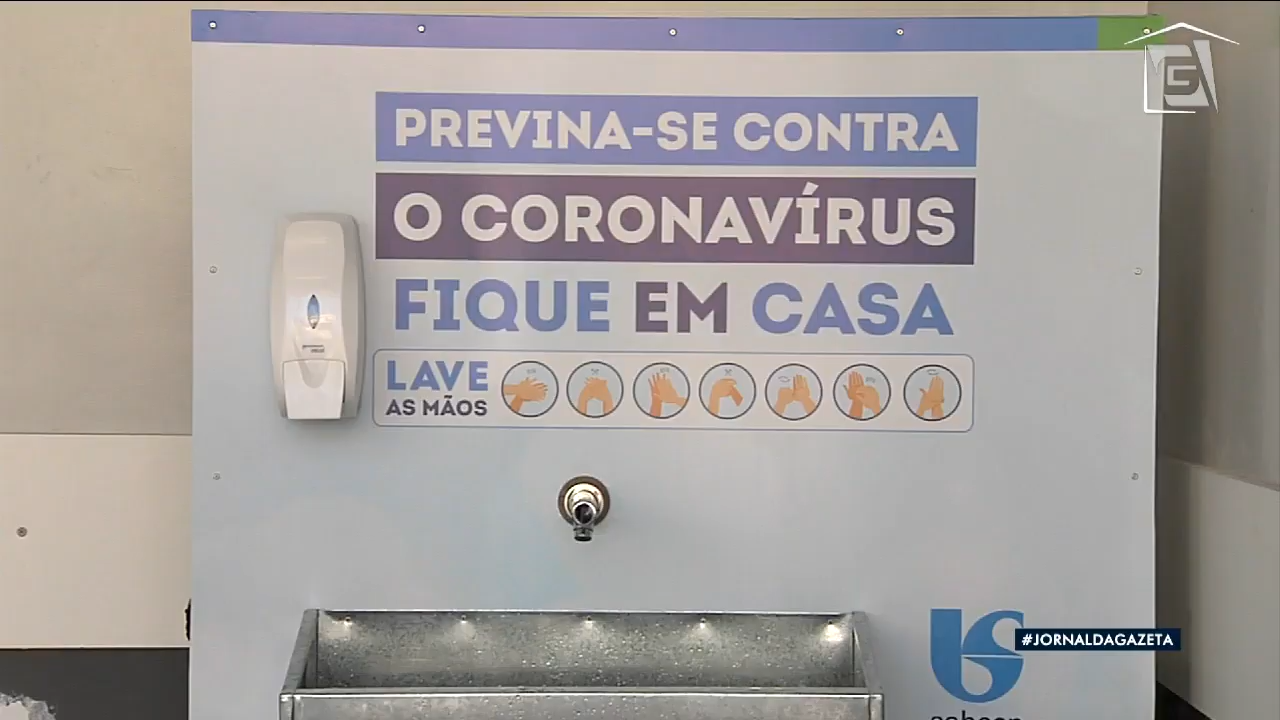 PREVINA-SE CONTRA
O CORONAVÍRUS
FIQUE EM CASA
LAVE
AS MÃOS
#JORNALDAGAZETA